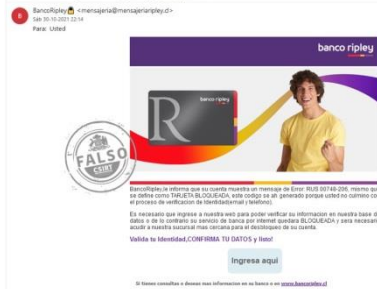 BancoRipley <mensajeria@mensajeriaripley.cl>
Sáb 30-10-2021 22:14
Para: Usted
B
banco ripley
banco ripley
R
FALSO
CSIRT
BancoRipley,le informa que su cuenta muestra un mensaje de Error: RUS 00748-206, mismo que
se define como TARJETA BLOQUEADA, este codigo se ah generado porque usted no culmino co
el proceso de verificacion de Identidad(email y telefono).
Es necesario que ingrese a nuestra web para poder verificar su informacion en nuestra base d
datos o de lo contrario su servicio de banca por internet quedara BLOQUEADA y sera necesari
acudir a nuestra sucursal mas cercana para el desbloqueo de su cuenta.
Valida tu Identidad,CONFIRMA TU DATOS y listo!
Ingresa aqui
Si tienes consultas o deseas mas informacion en su banco o en www.bancoripley.cl